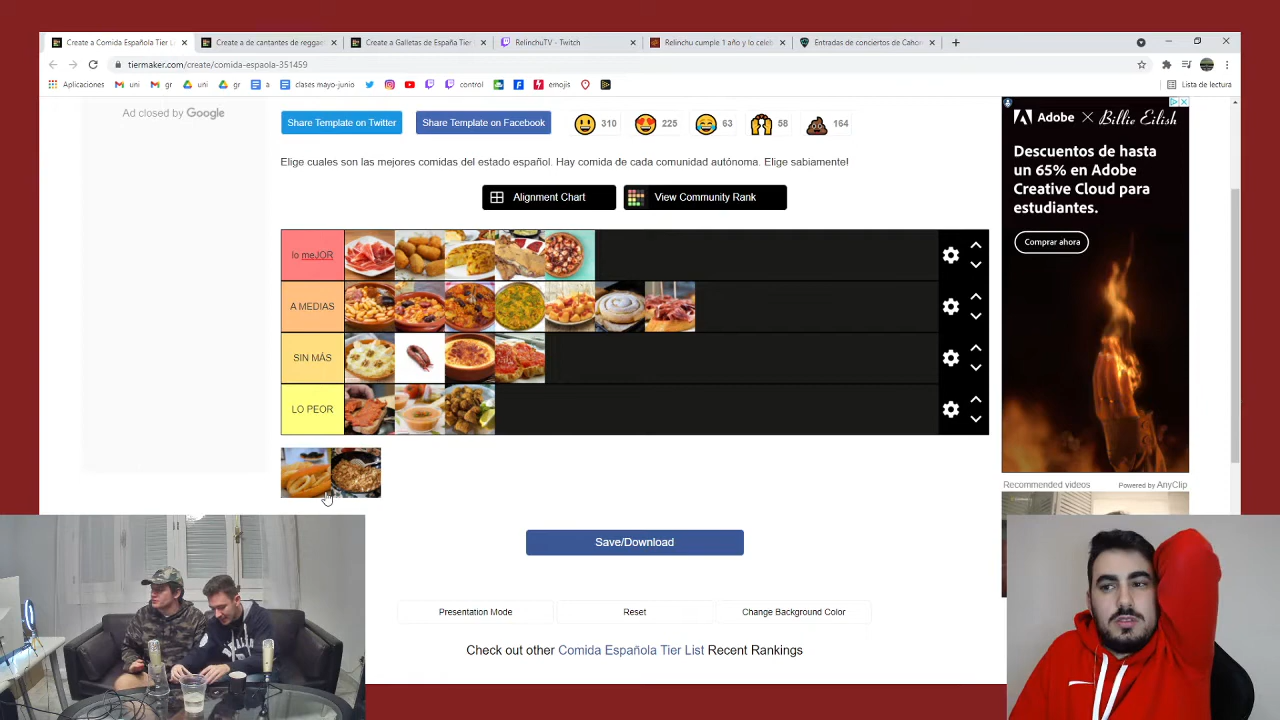 Create a Comida Española Tier L
Create a de cantantes de reggae
Create a Galletas de España Tier
RelinchuTV - Twitch
Relinchu cumple 1 año y lo celeb
Entradas de conciertos de Cahor
tiermaker.com/create/comida-espaola-351459
Aplicaciones uni gr uni gr a clases mayo-junio control emojis Lista de lectura
Ad closed by Google
Share Template on Twitter
Share Template on Facebook
310
225
63
58
164
Elige cuales son las mejores comidas del estado español. Hay comida de cada comunidad autónoma. Elige sabiamente!
Alignment Chart
View Community Rank
lo meJOR
A MEDIAS
SIN MÁS
LO PEOR
Save/Download
Presentation Mode
Reset
Change Background Color
Check out other Comida Española Tier List Recent Rankings
Adobe X Billie Eilish
Descuentos de hasta
un 65% en Adobe
Creative Cloud para
estudiantes.
Comprar ahora
Recommended videos
Powered by AnyClip